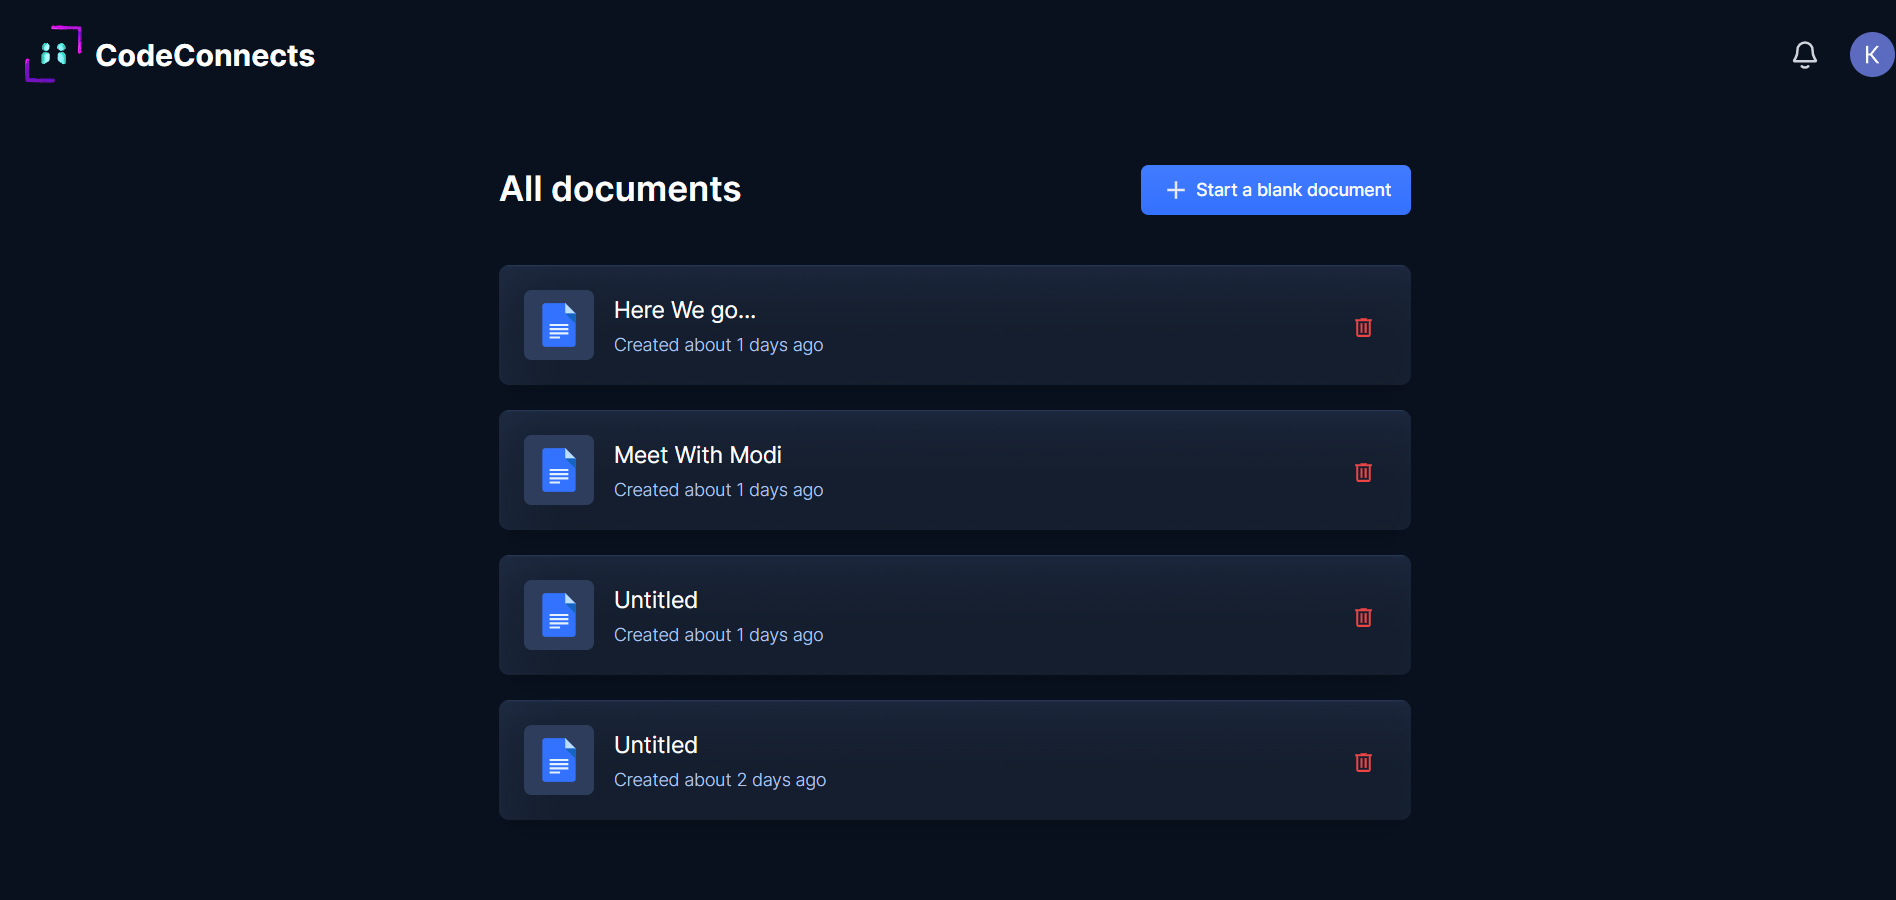 CodeConnects
K
All documents
Start a blank document
Here We go...
Created about 1 days ago
Meet With Modi
Created about 1 days ago
Untitled
Created about 1 days ago
Untitled
Created about 2 days ago